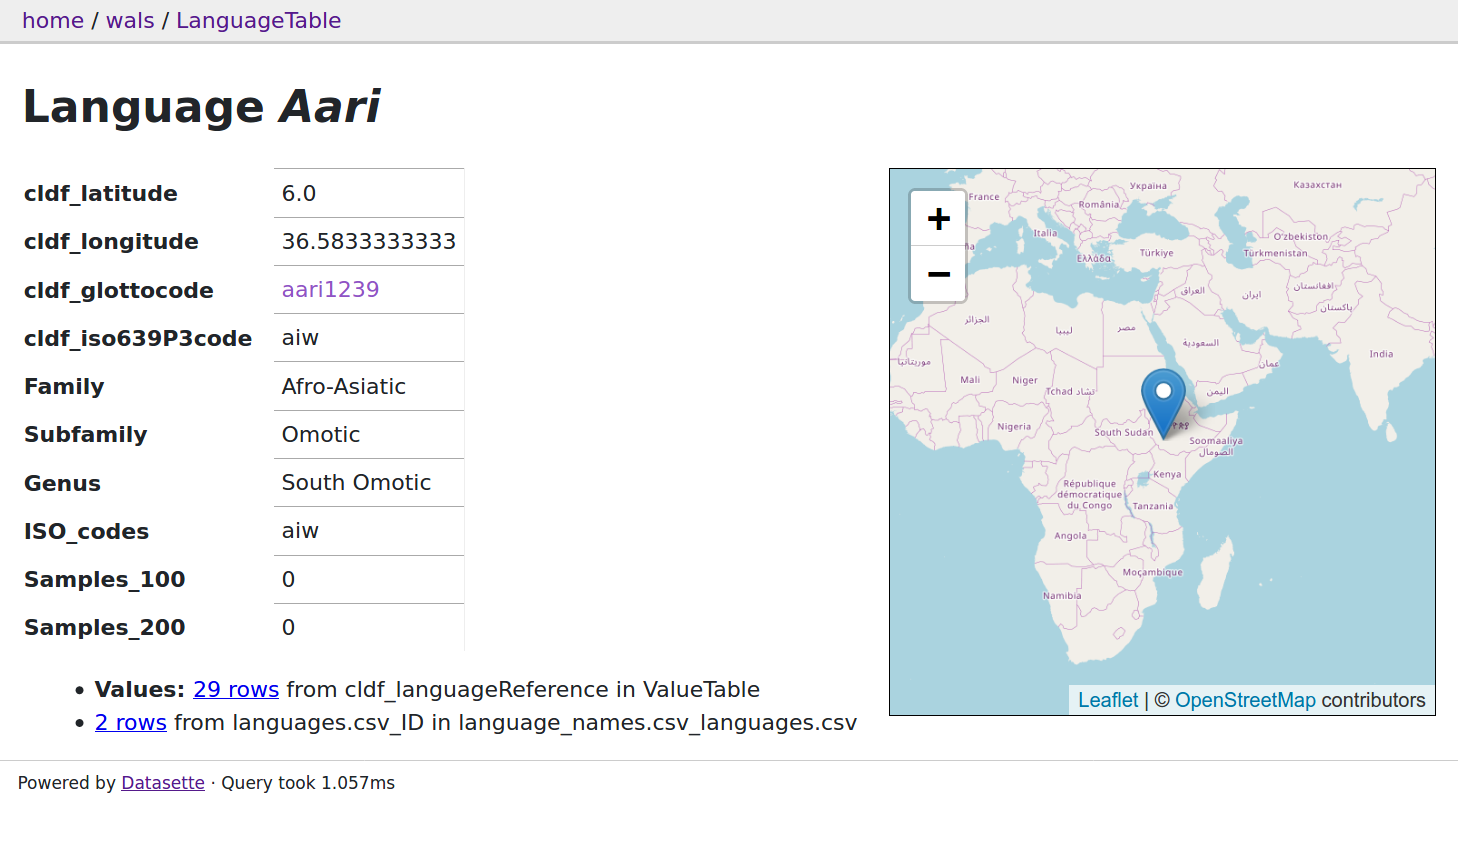 home / wals / LanguageTable
Language Aari
cldf_latitude 6.0
cldf_longitude 36.5833333333
cldf_glottocode aari1239
cldf_iso639P3code aiw
Family Afro-Asiatic
Subfamily Omotic
Genus South Omotic
ISO_codes aiw
Samples_100 0
Samples_200 0
• Values: 29 rows from cldf_languageReference in ValueTable
• 2 rows from languages.csv_ID in language_names.csv_languages.csv
+
−
Україна
Казахстан
France
România
Italia
O'zbekiston
Ελλάδα
Türkiye
Türkmenistan
العراق
ایران
افغانستان
پاکستان
الجزائر
ليبيا
مصر
السعودية
India
موريتانيا
عمان
Mali
Niger
Tchad تشاد
اليمن
Nigeria
South Sudan
Soomaaliya
الصومال
Kenya
République
démocratique
du Congo
Tanzania
Angola
Moçambique
Namibia
Leaflet | © OpenStreetMap contributors
Powered by Datasette · Query took 1.057ms